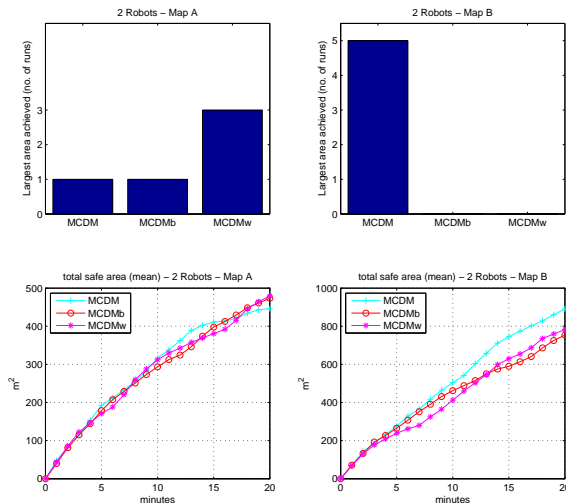 2 Robots – Map A
Largest area achieved (no. of runs)
3
2
1
0
MCDM
MCDMb
MCDMw
2 Robots – Map B
Largest area achieved (no. of runs)
5
4
3
2
1
0
MCDM
MCDMb
MCDMw
total safe area (mean) – 2 Robots – Map A
m²
500
400
300
200
100
0
MCDM
MCDMb
MCDMw
0
5
10
15
20
minutes
total safe area (mean) – 2 Robots – Map B
m²
1000
800
600
400
200
0
MCDM
MCDMb
MCDMw
0
5
10
15
20
minutes